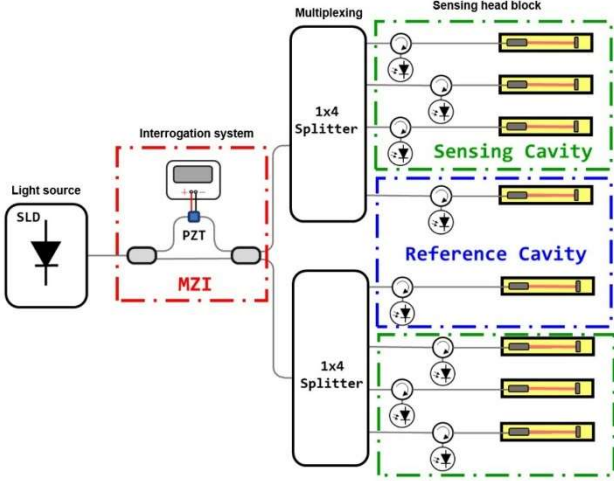 Multiplexing
Sensing head block
1x4
Splitter
Interrogation system
Sensing Cavity
Light source
SLD
PZT
MZI
Reference Cavity
1x4
Splitter